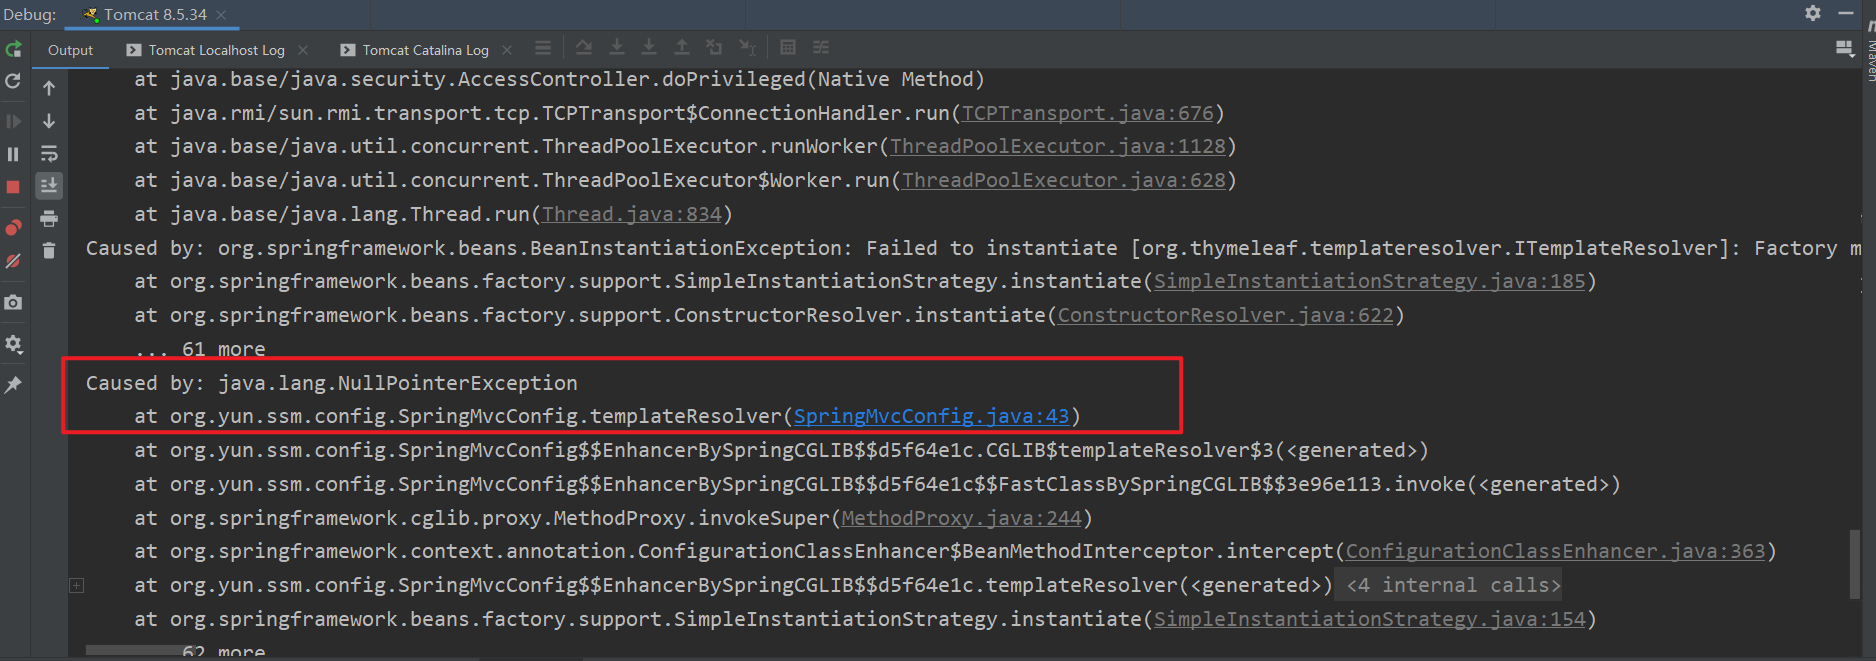 Debug: Tomcat 8.5.34
Output Tomcat Localhost Log Tomcat Catalina Log
Maven
at java.base/java.security.AccessController.doPrivileged(Native Method)
at java.rmi/sun.rmi.transport.tcp.TCPTransport$ConnectionHandler.run(TCPTransport.java:676)
at java.base/java.util.concurrent.ThreadPoolExecutor.runWorker(ThreadPoolExecutor.java:1128)
at java.base/java.util.concurrent.ThreadPoolExecutor$Worker.run(ThreadPoolExecutor.java:628)
at java.base/java.lang.Thread.run(Thread.java:834)
Caused by: org.springframework.beans.BeanInstantiationException: Failed to instantiate [org.thymeleaf.templateresolver.ITemplateResolver]: Factory m
at org.springframework.beans.factory.support.SimpleInstantiationStrategy.instantiate(SimpleInstantiationStrategy.java:185)
at org.springframework.beans.factory.support.ConstructorResolver.instantiate(ConstructorResolver.java:622)
... 61 more
Caused by: java.lang.NullPointerException
at org.yun.ssm.config.SpringMvcConfig.templateResolver(SpringMvcConfig.java:43)
at org.yun.ssm.config.SpringMvcConfig$$EnhancerBySpringCGLIB$$d5f64e1c.CGLIB$templateResolver$3(<generated>)
at org.yun.ssm.config.SpringMvcConfig$$EnhancerBySpringCGLIB$$d5f64e1c$$FastClassBySpringCGLIB$$3e96e113.invoke(<generated>)
at org.springframework.cglib.proxy.MethodProxy.invokeSuper(MethodProxy.java:244)
at org.springframework.context.annotation.ConfigurationClassEnhancer$BeanMethodInterceptor.intercept(ConfigurationClassEnhancer.java:363)
at org.yun.ssm.config.SpringMvcConfig$$EnhancerBySpringCGLIB$$d5f64e1c.templateResolver(<generated>) <4 internal calls>
at org.springframework.beans.factory.support.SimpleInstantiationStrategy.instantiate(SimpleInstantiationStrategy.java:154)
62 more